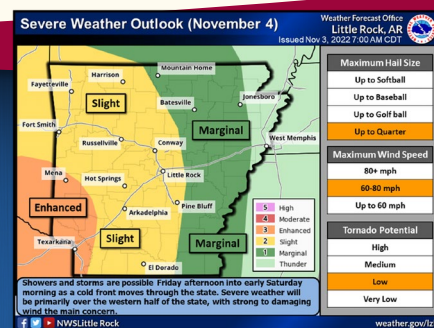 Severe Weather Outlook (November 4)
Weather Forecast Office
Little Rock, AR
Issued Nov 3, 2022 7:00 AM CDT
Mountain Home
Harrison
Fayetteville
Jonesboro
Slight
Batesville
Marginal
Fort Smith
West Memphis
Russellville
Conway
Mena
Little Rock
Hot Springs
Enhanced
Pine Bluff
Arkadelphia
Slight
Marginal
Texarkana
El Dorado
5 High
4 Moderate
3 Enhanced
2 Slight
1 Marginal
Thunder
Maximum Hail Size
Up to Softball
Up to Baseball
Up to Golf ball
Up to Quarter
Maximum Wind Speed
80+ mph
60-80 mph
Up to 60 mph
Tornado Potential
High
Medium
Low
Very Low
Showers and storms are possible Friday afternoon into early Saturday
morning as a cold front moves through the state. Severe weather will
be primarily over the western half of the state, with strong to damaging
wind the main concern.
NWSLittle Rock
weather.gov/lz